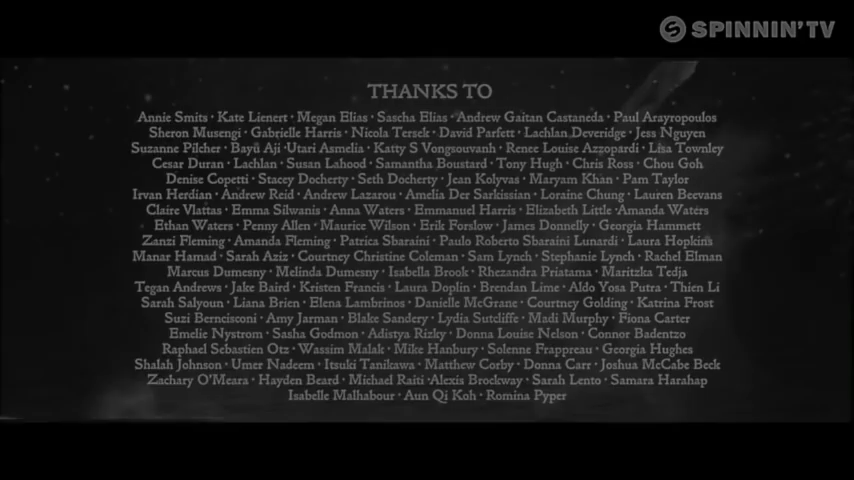 SPINNIN'TV
THANKS TO
Annie Smits · Kate Lienert · Megan Elias · Sascha Elias · Andrew Gaitan Castaneda · Paul Arayropoulos
Sheron Musengi · Gabrielle Harris · Nicola Tersek · David Parfett · Lachlan Deveridge · Jess Nguyen
Suzanne Pilcher · Bayu Aji · Utari Asmelia · Katty S Vongsouvanh · Renee Louise Azzopardi · Lisa Townley
Cesar Duran · Lachlan · Susan Lahood · Samantha Boustard · Tony Hugh · Chris Ross · Chou Goh
Denise Copetti · Stacey Docherty · Seth Docherty · Jean Kolyvas · Maryam Khan · Pam Taylor
Irvan Herdian · Andrew Reid · Andrew Lazarou · Amelia Der Sarkissian · Loraine Chung · Lauren Beevans
Claire Vlattas · Emma Silwanis · Anna Waters · Emmanuel Harris · Elizabeth Little · Amanda Waters
Ethan Waters · Penny Allen · Maurice Wilson · Erik Forslow · James Donnelly · Georgia Hammett
Zanzi Fleming · Amanda Fleming · Patrica Sbaraini · Paulo Roberto Sbaraini Lunardi · Laura Hopkins
Manar Hamad · Sarah Aziz · Courtney Christine Coleman · Sam Lynch · Stephanie Lynch · Rachel Elman
Marcus Dumesny · Melinda Dumesny · Isabella Brook · Rhezandra Priatama · Maritzka Tedja
Tegan Andrews · Jake Baird · Kristen Francis · Laura Doplin · Brendan Lime · Aldo Yosa Putra · Thien Li
Sarah Salyoun · Liana Brien · Elena Lambrinos · Danielle McGrane · Courtney Golding · Katrina Frost
Suzi Berncisconi · Amy Jarman · Blake Sandery · Lydia Sutcliffe · Madi Murphy · Fiona Carter
Emelie Nystrom · Sasha Godmon · Adistya Rizky · Donna Louise Nelson · Connor Badentzo
Raphael Sebastien Otz · Wassim Malak · Mike Hanbury · Solenne Frappreau · Georgia Hughes
Shalah Johnson · Umer Nadeem · Itsuki Tanikawa · Matthew Corby · Donna Carr · Joshua McCabe Beck
Zachary O'Meara · Hayden Beard · Michael Raiti · Alexis Brockway · Sarah Lento · Samara Harahap
Isabelle Malhabour · Aun Qi Koh · Romina Pyper